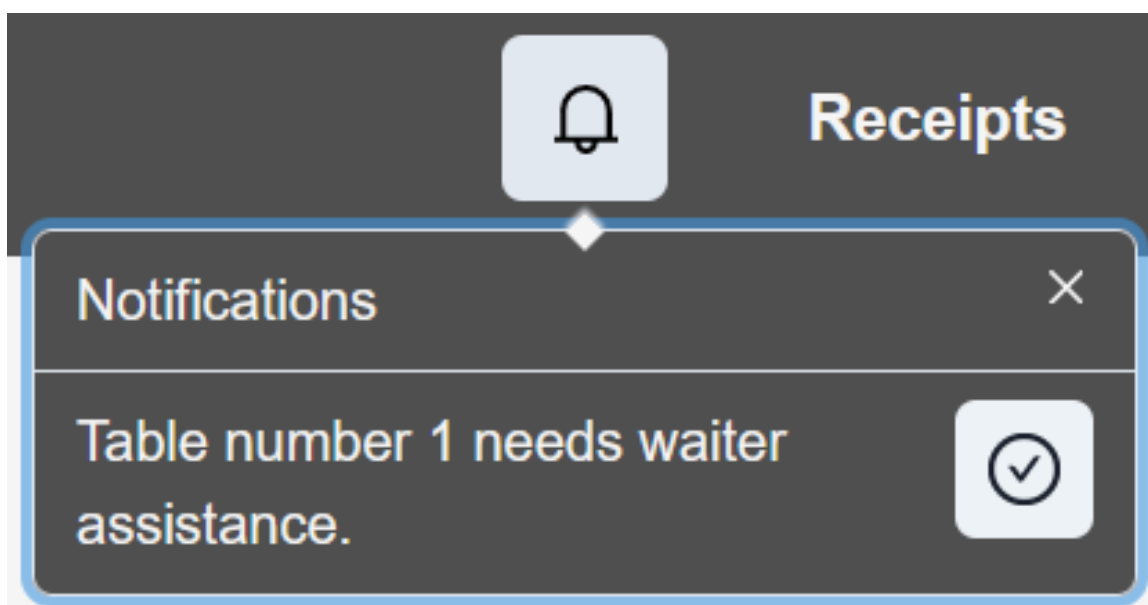 Receipts
Notifications
Table number 1 needs waiter
assistance.